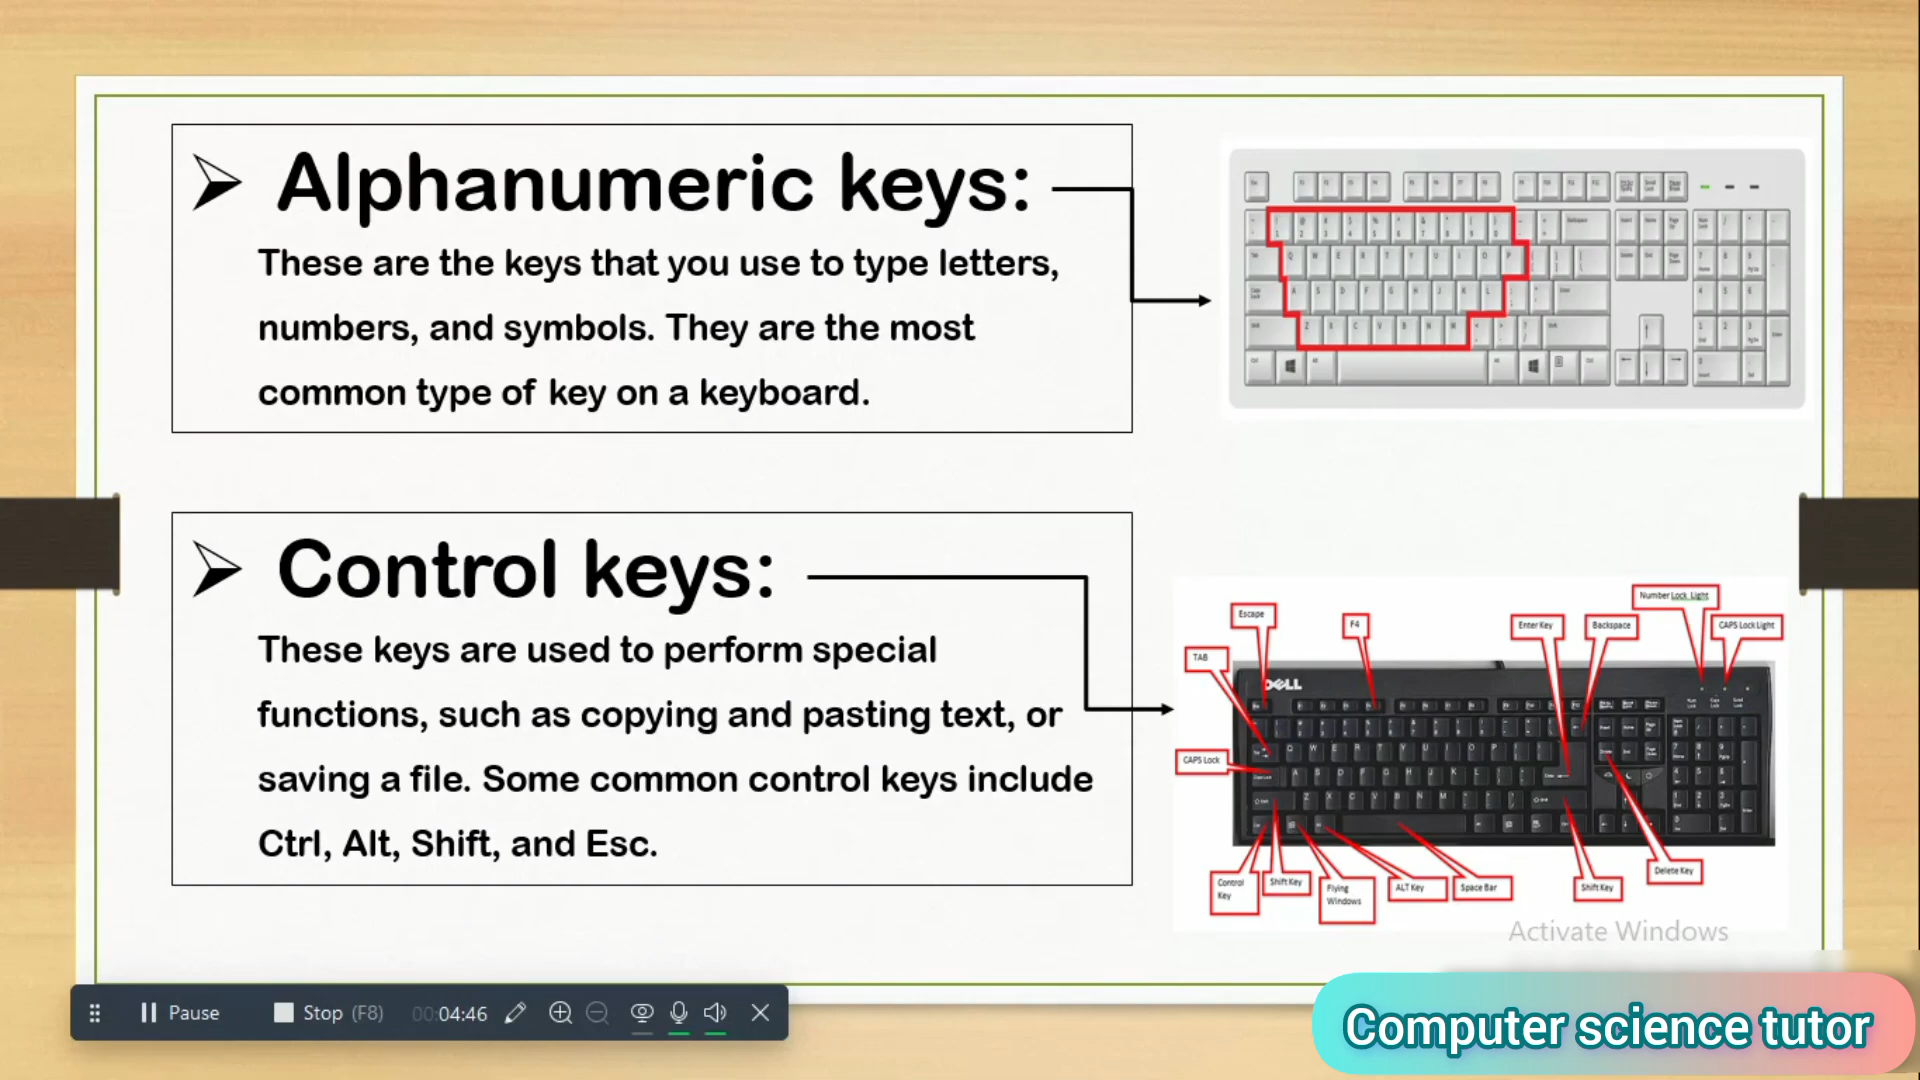 ➢ Alphanumeric keys:
These are the keys that you use to type letters,
numbers, and symbols. They are the most
common type of key on a keyboard.
➢ Control keys:
These keys are used to perform special
functions, such as copying and pasting text, or
saving a file. Some common control keys include
Ctrl, Alt, Shift, and Esc.
Number Lock Light
Escape
F4
Enter Key
Backspace
CAPS Lock Light
TAB
DELL
CAPS Lock
Control
Key
Shift Key
Flying
Windows
ALT Key
Space Bar
Shift Key
Delete Key
Activate Windows
Pause
Stop (F8)
00:04:46
Computer science tutor